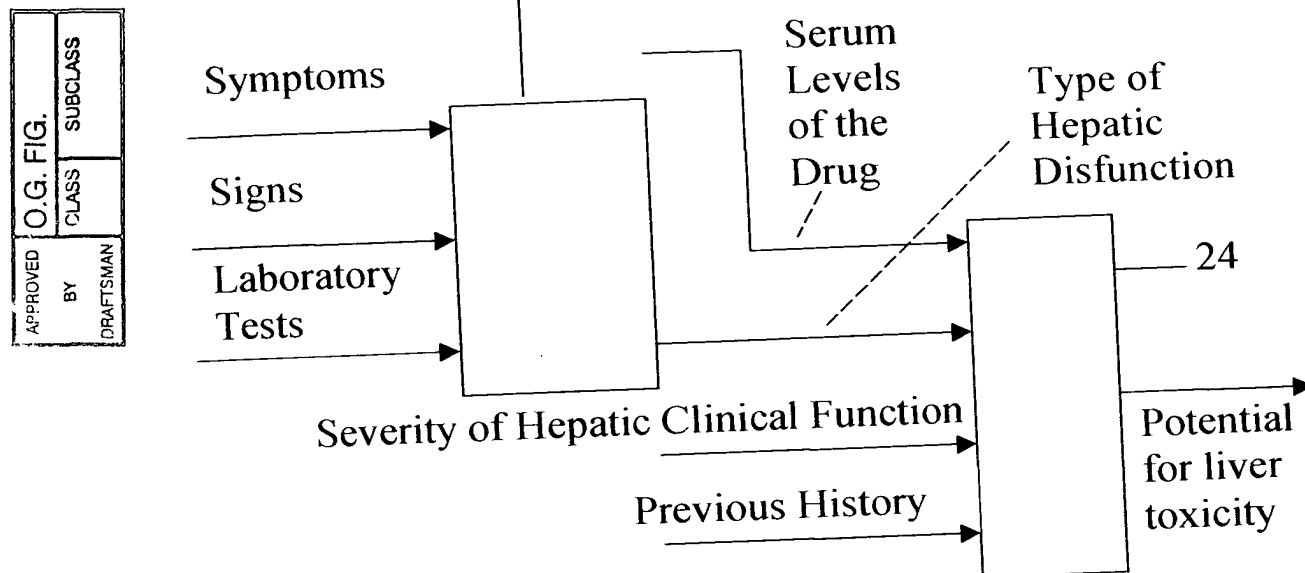 APPROVED
BY
DRAFTSMAN
O.G. FIG.
CLASS
SUBCLASS
Symptoms
Signs
Laboratory
Tests
Serum
Levels
of the
Drug
Type of
Hepatic
Disfunction
24
Severity of Hepatic Clinical Function
Previous History
Potential
for liver
toxicity